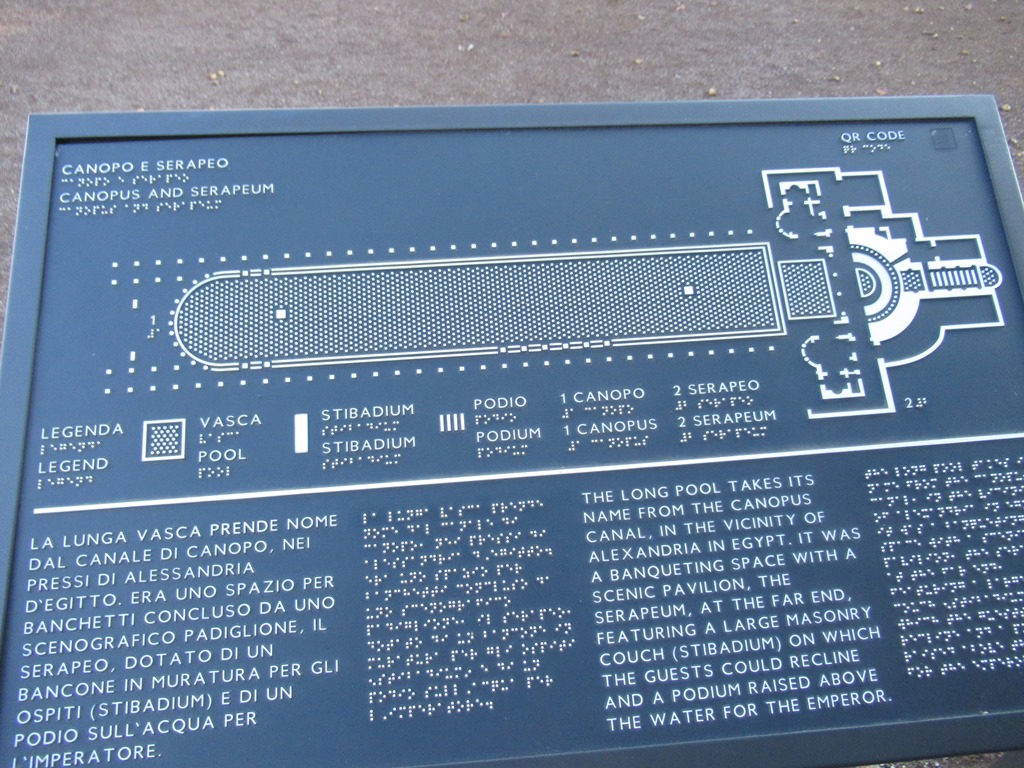 CANOPO E SERAPEO
CANOPUS AND SERAPEUM
QR CODE
1
2
LEGENDA
LEGEND
VASCA
POOL
STIBADIUM
STIBADIUM
PODIO
PODIUM
1 CANOPO
1 CANOPUS
2 SERAPEO
2 SERAPEUM
LA LUNGA VASCA PRENDE NOME
DAL CANALE DI CANOPO, NEI
PRESSI DI ALESSANDRIA
D'EGITTO. ERA UNO SPAZIO PER
BANCHETTI CONCLUSO DA UNO
SCENOGRAFICO PADIGLIONE, IL
SERAPEO, DOTATO DI UN
BANCONE IN MURATURA PER GLI
OSPITI (STIBADIUM) E DI UN
PODIO SULL'ACQUA PER
L'IMPERATORE.
THE LONG POOL TAKES ITS
NAME FROM THE CANOPUS
CANAL, IN THE VICINITY OF
ALEXANDRIA IN EGYPT. IT WAS
A BANQUETING SPACE WITH A
SCENIC PAVILION, THE
SERAPEUM, AT THE FAR END,
FEATURING A LARGE MASONRY
COUCH (STIBADIUM) ON WHICH
THE GUESTS COULD RECLINE
AND A PODIUM RAISED ABOVE
THE WATER FOR THE EMPEROR.